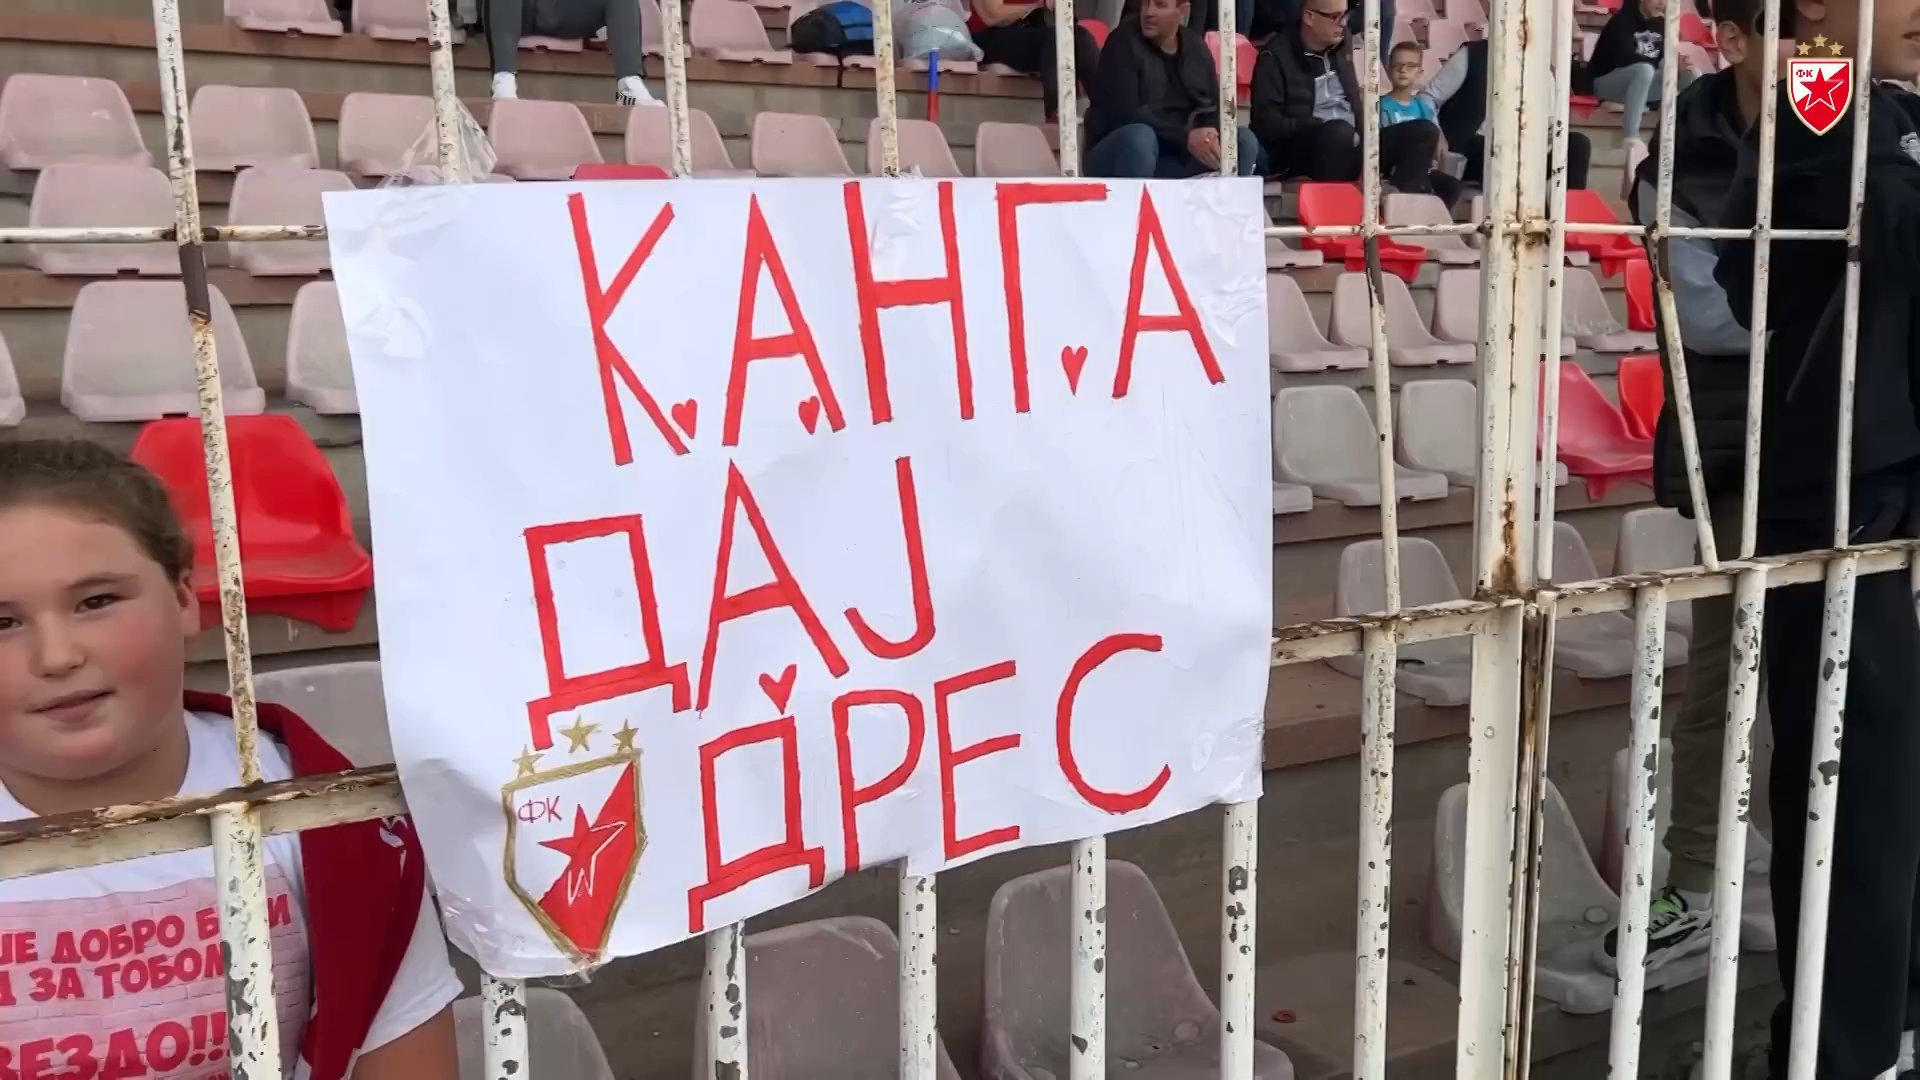 КАНГА
ДАЈ
ДРЕС
ФК
ДОБРО
ЗА ТОБОМ
ФК